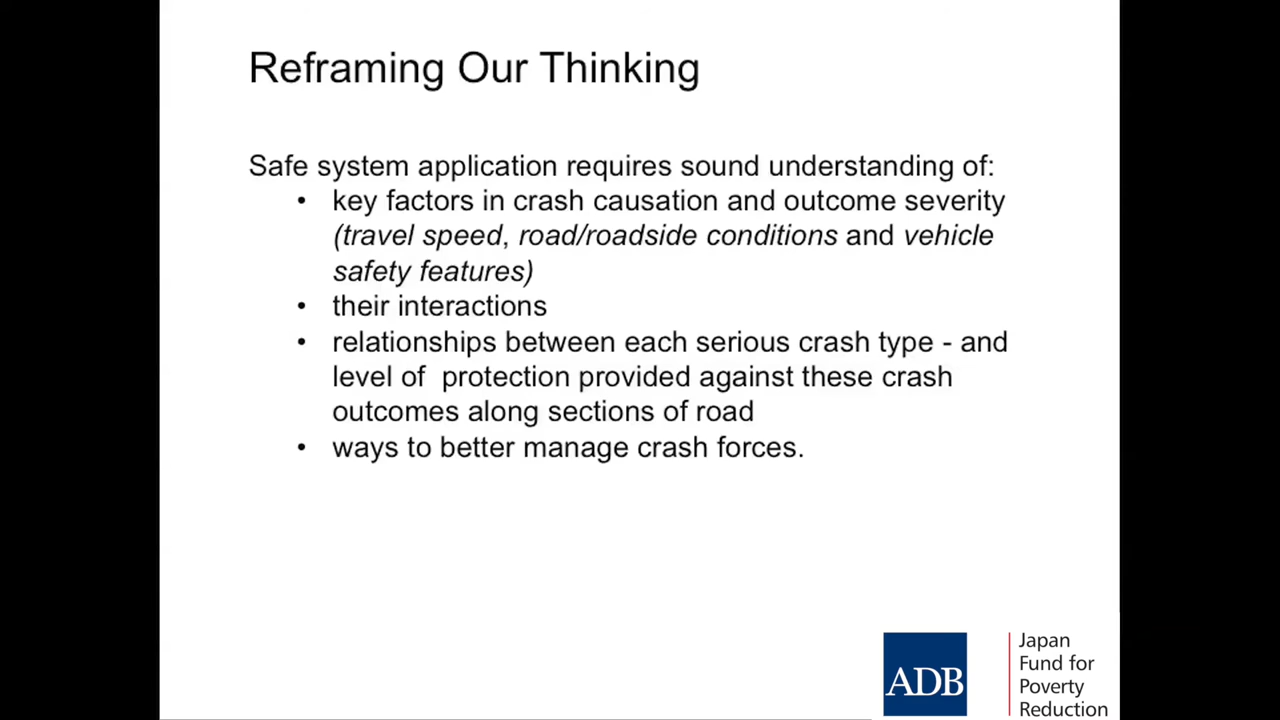 Reframing Our Thinking
Safe system application requires sound understanding of:
• key factors in crash causation and outcome severity
(travel speed, road/roadside conditions and vehicle
safety features)
• their interactions
• relationships between each serious crash type - and
level of  protection provided against these crash
outcomes along sections of road
• ways to better manage crash forces.
ADB
Japan
Fund for
Poverty
Reduction